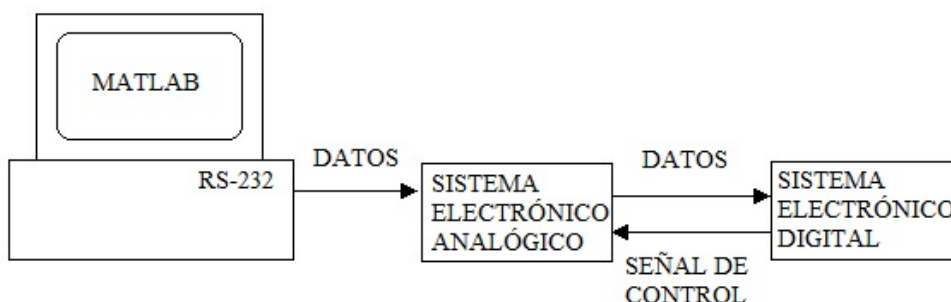 MATLAB
RS-232
DATOS
SISTEMA
ELECTRÓNICO
ANALÓGICO
DATOS
SISTEMA
ELECTRÓNICO
DIGITAL
SEÑAL DE
CONTROL